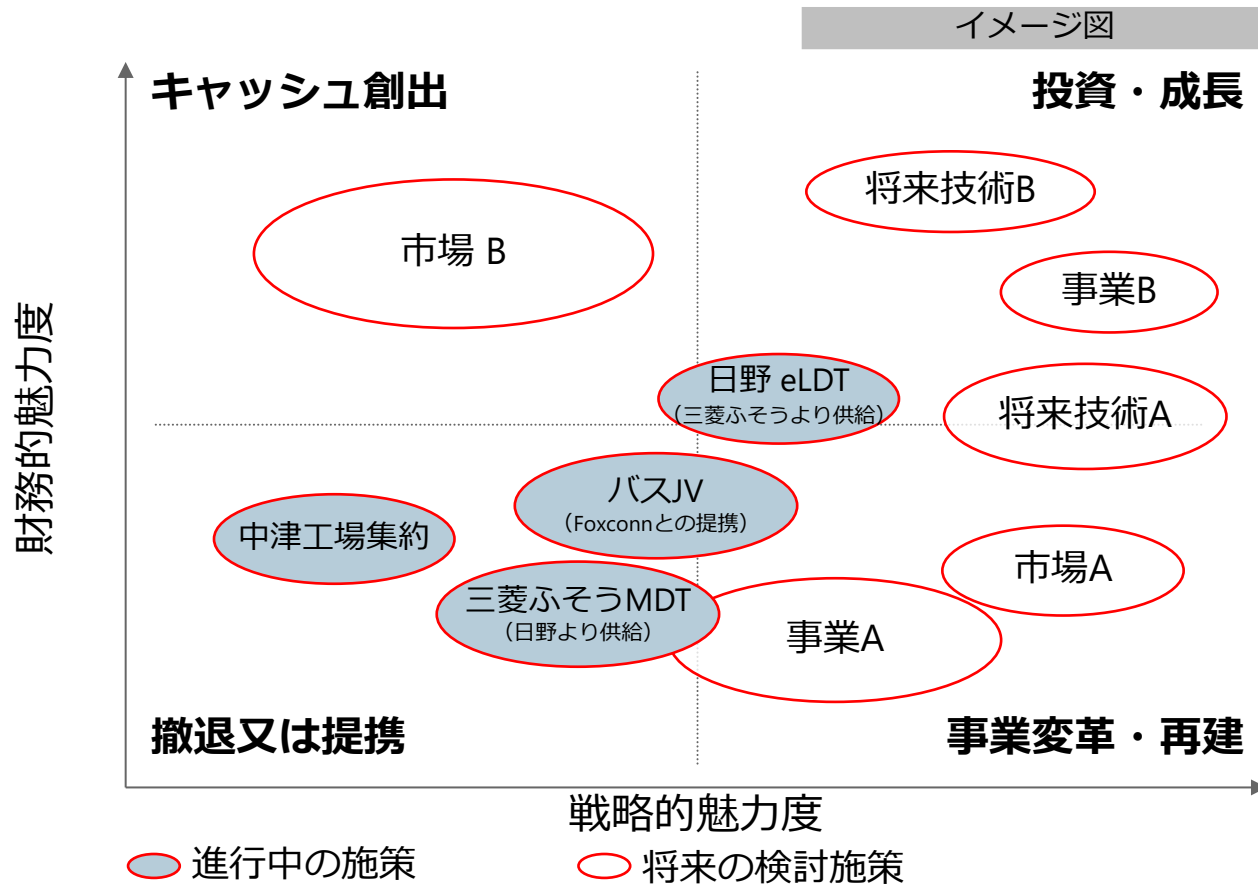 イメージ図
キャッシュ創出
投資・成長
将来技術B
市場 B
事業B
日野 eLDT
（三菱ふそうより供給）
将来技術A
財務的魅力度
バスJV
（Foxconnとの提携）
中津工場集約
市場A
三菱ふそうMDT
（日野より供給）
事業A
撤退又は提携
事業変革・再建
戦略的魅力度
進行中の施策
将来の検討施策